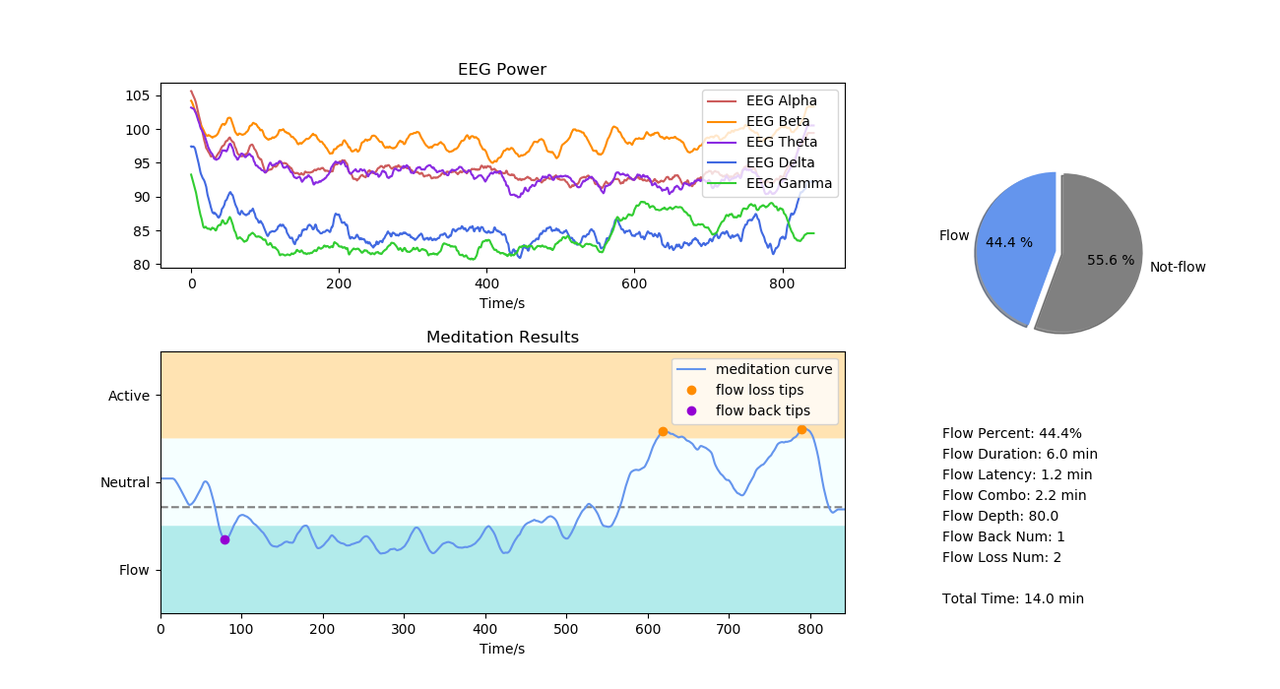 EEG Power
105
100
95
90
85
80
0
200
400
600
800
Time/s
EEG Alpha
EEG Beta
EEG Theta
EEG Delta
EEG Gamma
Meditation Results
Active
Neutral
Flow
0
100
200
300
400
500
600
700
800
Time/s
meditation curve
flow loss tips
flow back tips
Flow
44.4 %
55.6 %
Not-flow
Flow Percent: 44.4%
Flow Duration: 6.0 min
Flow Latency: 1.2 min
Flow Combo: 2.2 min
Flow Depth: 80.0
Flow Back Num: 1
Flow Loss Num: 2
Total Time: 14.0 min